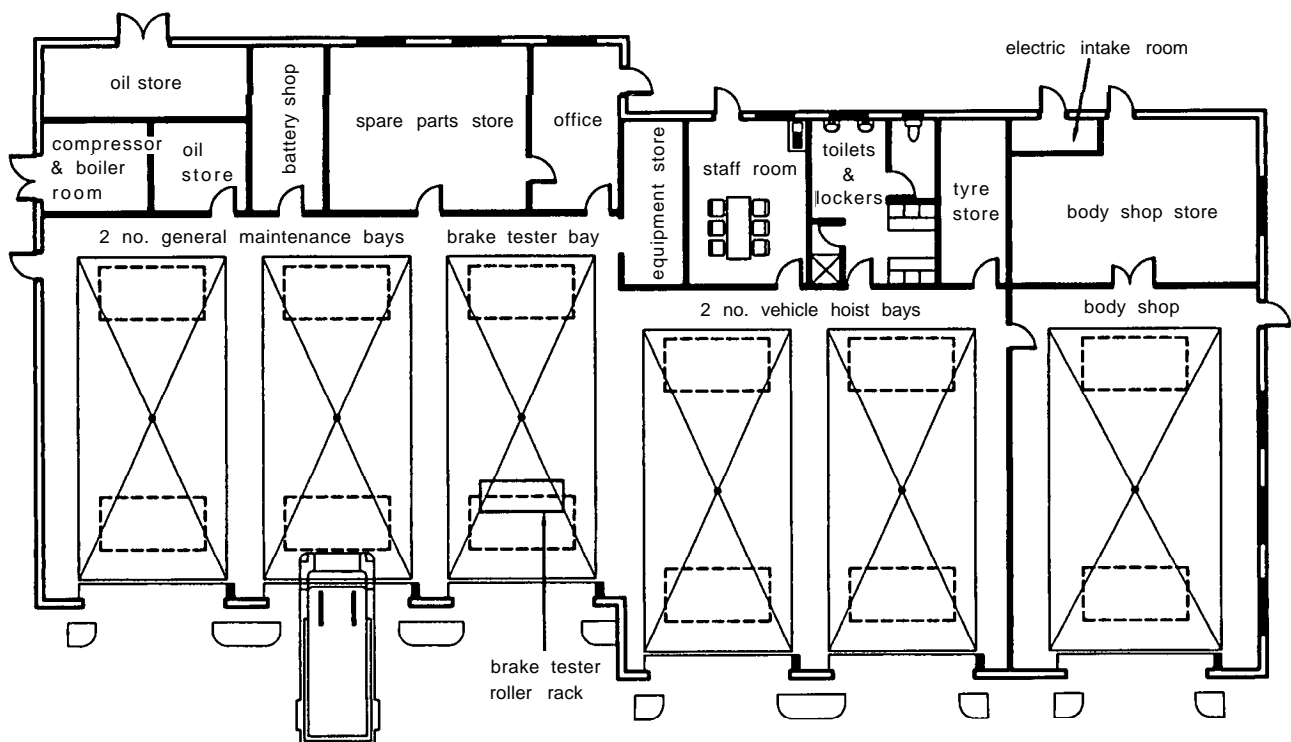 electric intake room
oil store
battery shop
spare parts store
office
compressor
& boiler
room
oil
store
equipment store
staff room
toilets
&
lockers
tyre
store
body shop store
2 no. general maintenance bays
brake tester bay
2 no. vehicle hoist bays
body shop
brake tester
roller rack